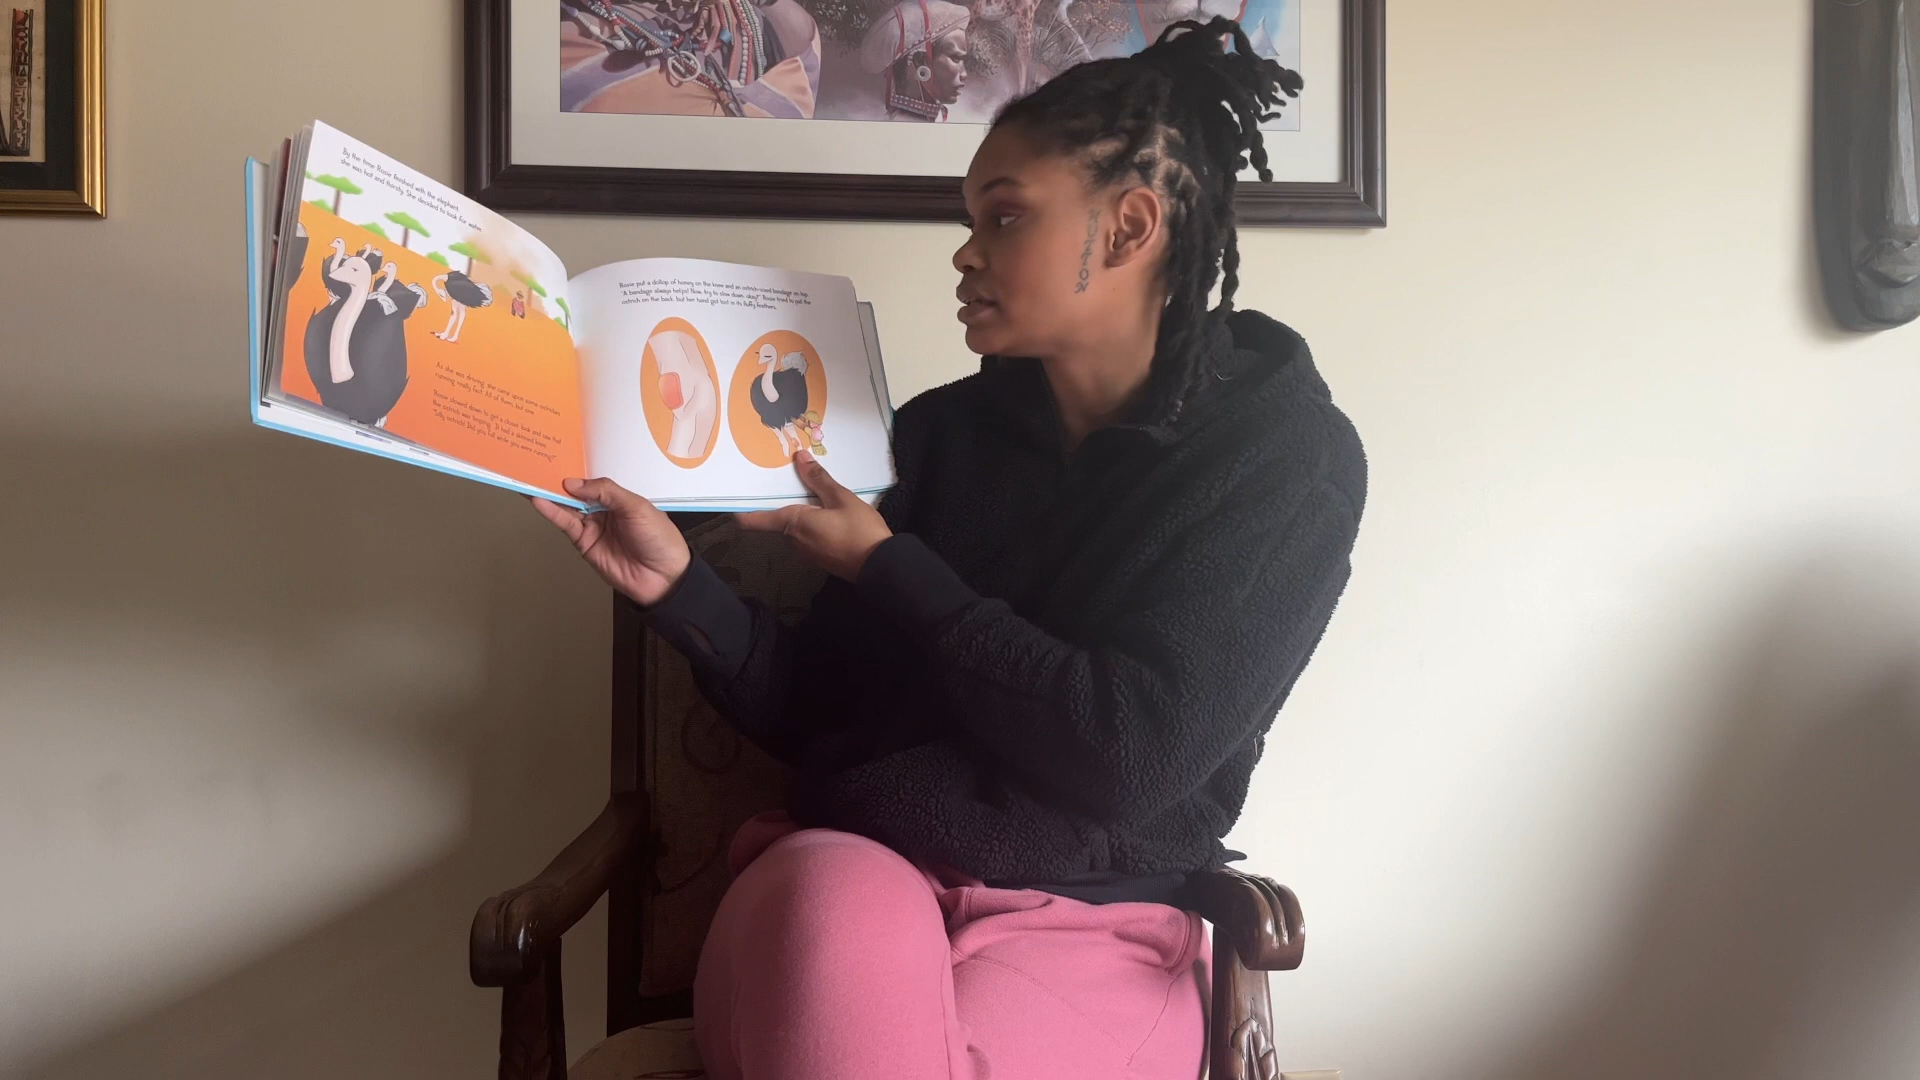 By the time Rosie finished with the elephant,
she was hot and thirsty. She decided to look for water.
As she was driving, she came upon some ostriches
running really fast. All of them, but one.
Rosie slowed down to get a closer look and saw that
the ostrich was limping. It had a skinned knee.
"Silly ostrich! Did you fall while you were running?"
Rosie put a dollop of honey on the knee and an ostrich-sized bandage on top.
"A bandage always helps! Now, try to slow down, okay?" Rosie tried to pat the
ostrich on the back, but her hand got lost in its fluffy feathers.